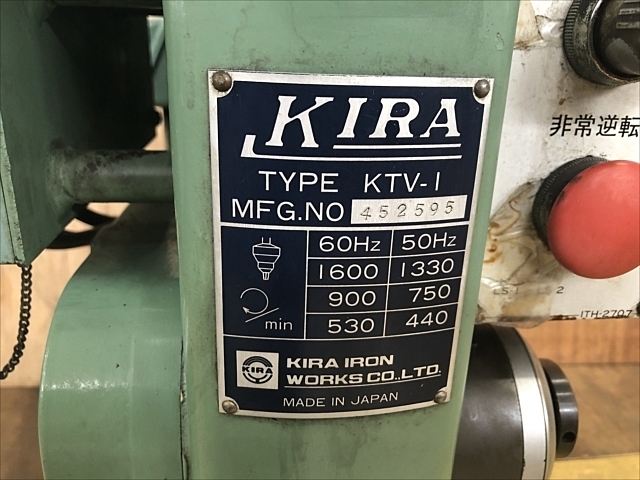 KIRA
TYPE KTV-1
MFG.NO 452595
60Hz 50Hz
1600 1330
900 750
530 440
/min
KIRA
KIRA IRON
WORKS CO.,LTD.
MADE IN JAPAN
非常逆転
2
ITH-2707